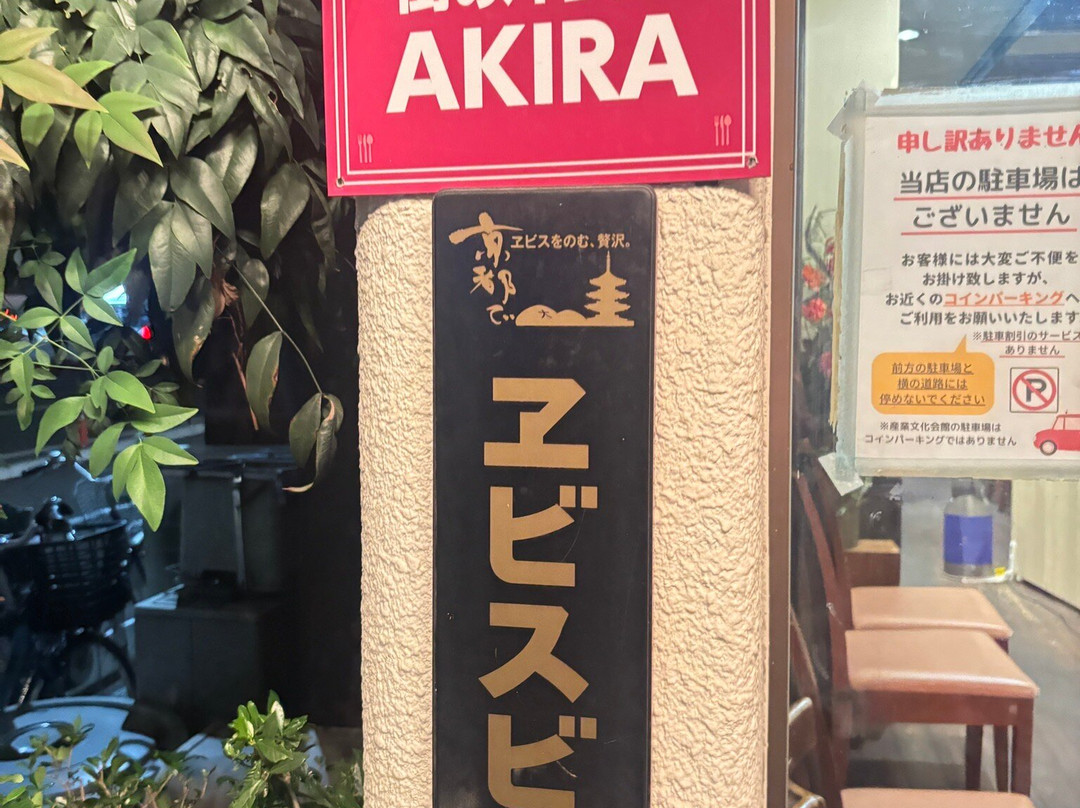 AKIRA
京都で
ヱビスをのむ、贅沢。
ヱビスビ
申し訳ありません
当店の駐車場は
ございません
お客様には大変ご不便を
お掛け致しますが、
お近くのコインパーキングへ
ご利用をお願いいたします
※駐車割引のサービス
ありません
前方の駐車場と
横の道路には
停めないでください
P
※産業文化会館の駐車場は
コインパーキングではありません